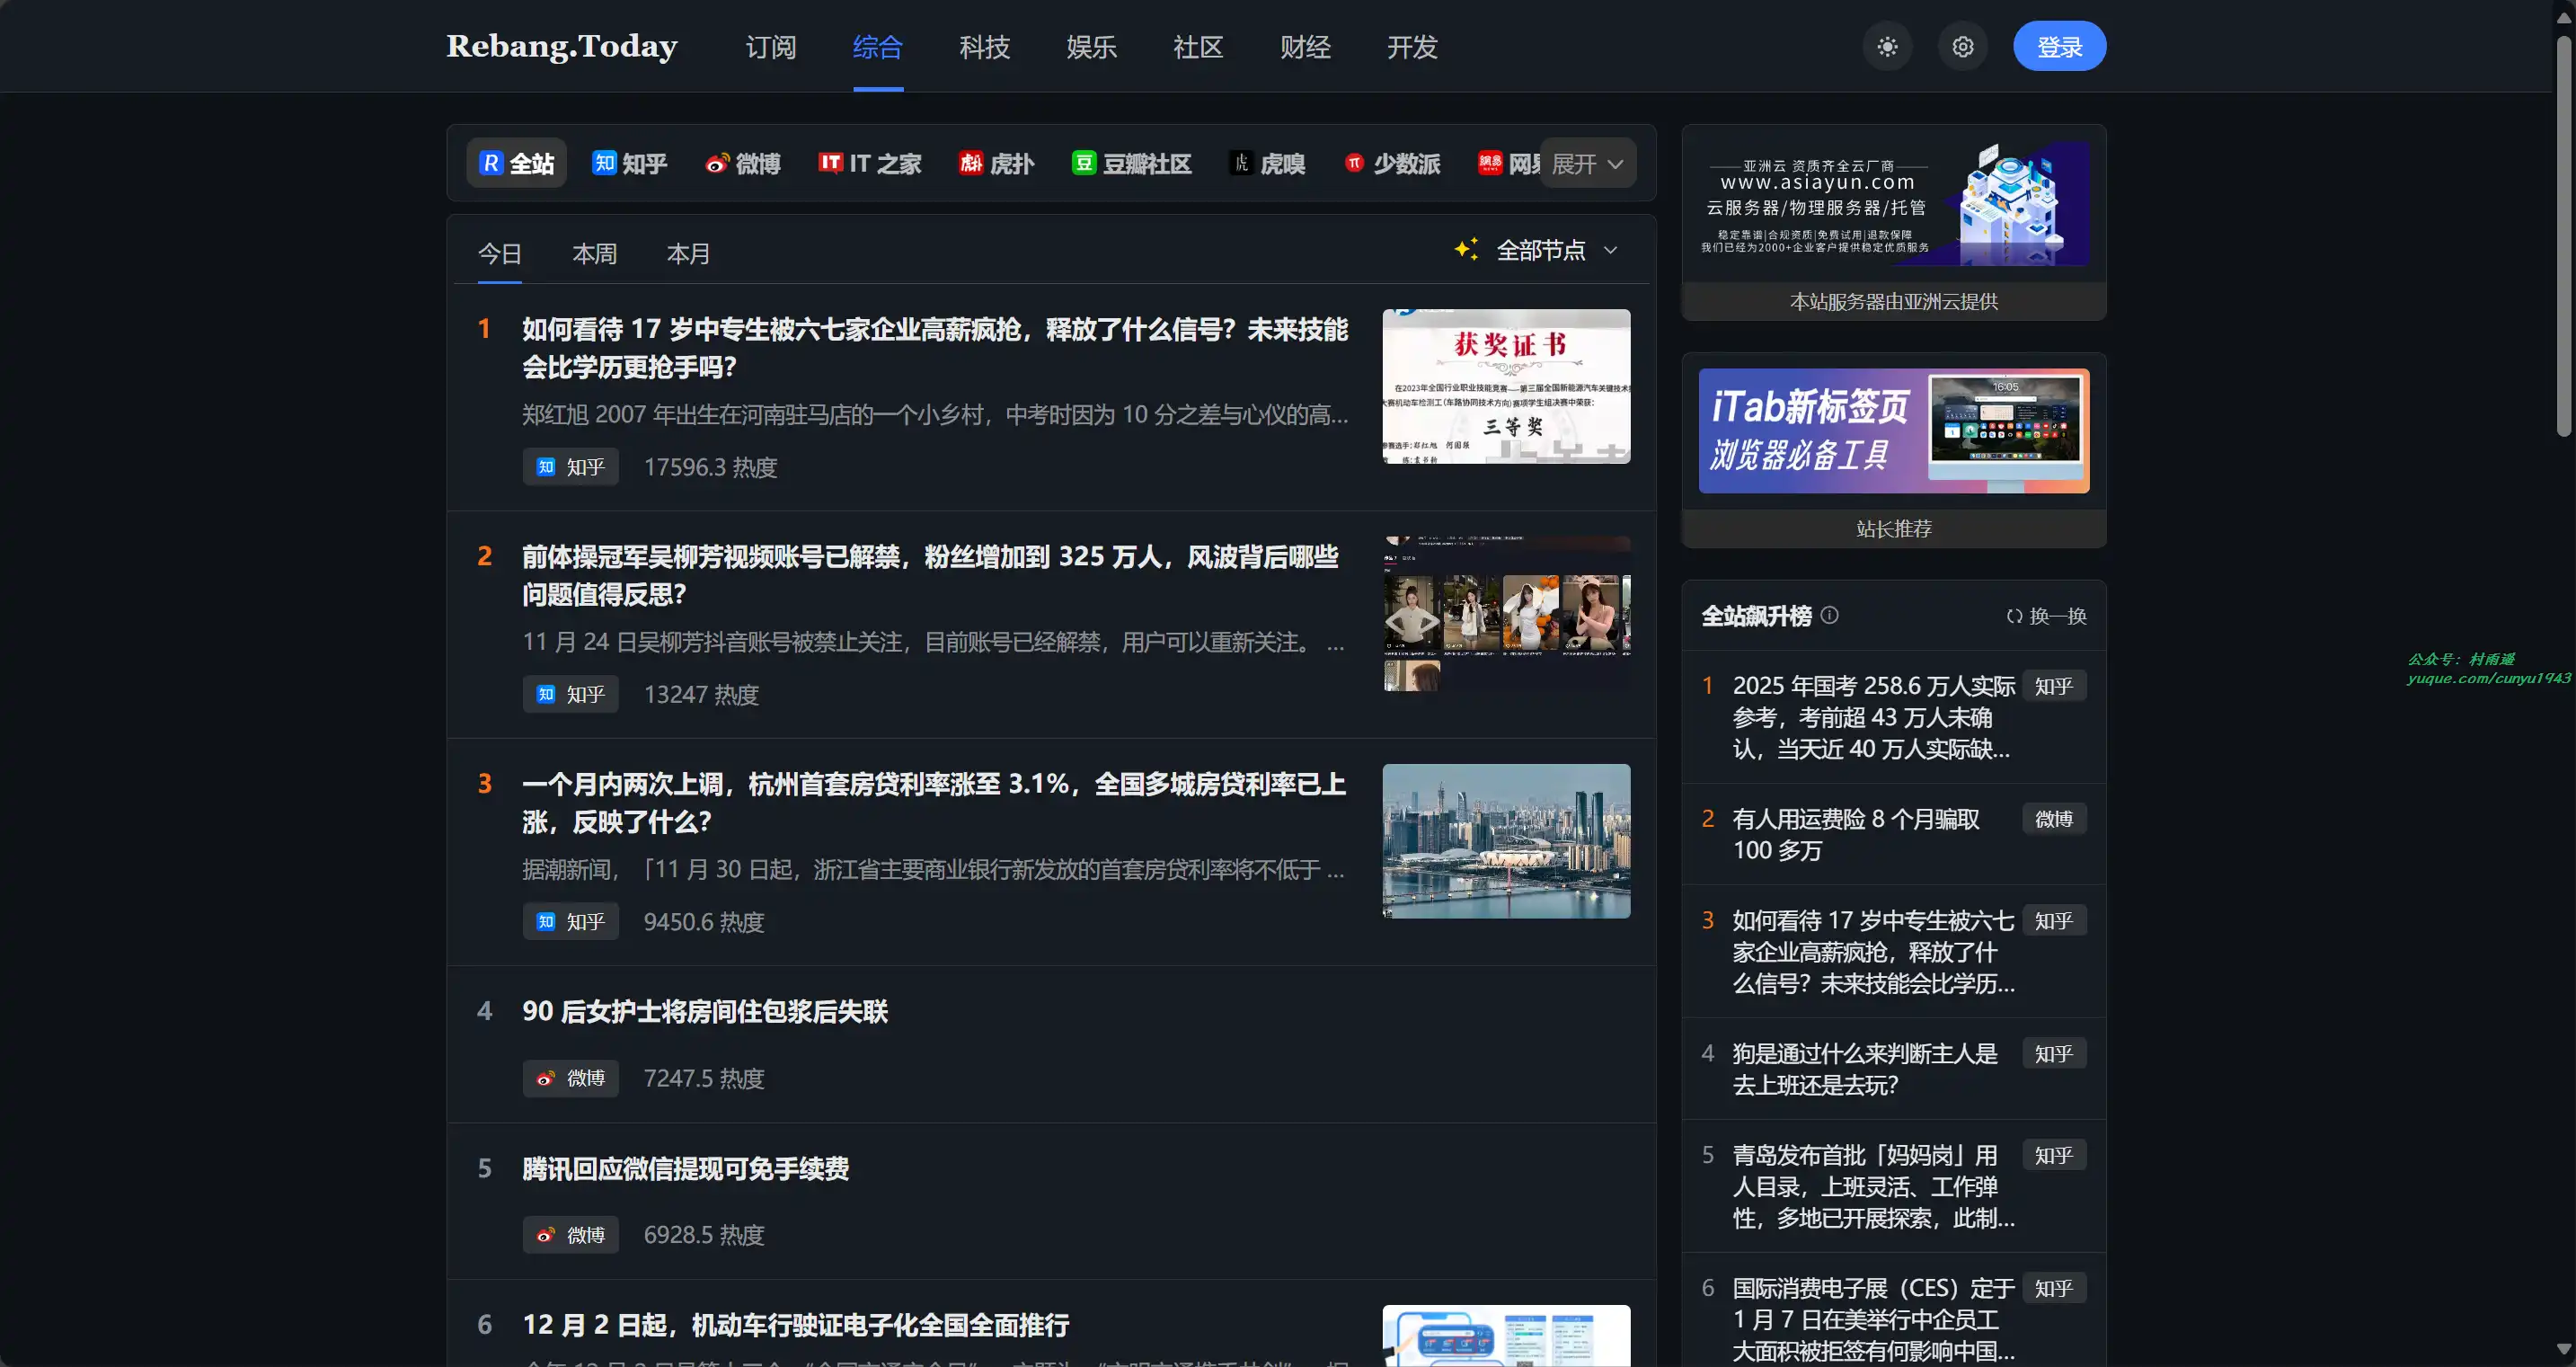 Rebang.Today
订阅
综合
科技
娱乐
社区
财经
开发
登录
全站
知乎
微博
IT 之家
虎扑
豆瓣社区
虎嗅
少数派
展开
今日
本周
本月
全部节点
1
如何看待 17 岁中专生被六七家企业高薪疯抢，释放了什么信号？未来技能
会比学历更抢手吗？
郑红旭 2007 年出生在河南驻马店的一个小乡村，中考时因为 10 分之差与心仪的高...
知乎
17596.3 热度
获奖证书
三等奖
2
前体操冠军吴柳芳视频账号已解禁，粉丝增加到 325 万人，风波背后哪些
问题值得反思？
11 月 24 日吴柳芳抖音账号被禁止关注，目前账号已经解禁，用户可以重新关注。 ...
知乎
13247 热度
3
一个月内两次上调，杭州首套房贷利率涨至 3.1%，全国多城房贷利率已上
涨，反映了什么？
据潮新闻，「11 月 30 日起，浙江省主要商业银行新发放的首套房贷利率将不低于 ...
知乎
9450.6 热度
4
90 后女护士将房间住包浆后失联
微博
7247.5 热度
5
腾讯回应微信提现可免手续费
微博
6928.5 热度
6
12 月 2 日起，机动车行驶证电子化全国全面推行
亚洲云 资质齐全云厂商
www.asiayun.com
云服务器/物理服务器/托管
稳定靠谱|合规资质|免费试用|退款保障
我们已经为2000+企业客户提供稳定优质服务
本站服务器由亚洲云提供
iTab新标签页
浏览器必备工具
16:05
站长推荐
全站飙升榜
换一换
1
2025 年国考 258.6 万人实际
参考，考前超 43 万人未确
认，当天近 40 万人实际缺...
知乎
2
有人用运费险 8 个月骗取
100 多万
微博
3
如何看待 17 岁中专生被六七
家企业高薪疯抢，释放了什
么信号？未来技能会比学历...
知乎
4
狗是通过什么来判断主人是
去上班还是去玩？
知乎
5
青岛发布首批「妈妈岗」用
人目录，上班灵活、工作弹
性，多地已开展探索，此制...
知乎
6
国际消费电子展（CES）定于
1 月 7 日在美举行中企员工
大面积被拒签有何影响中国...
知乎
公众号：村雨遥
yuque.com/cunyu1943